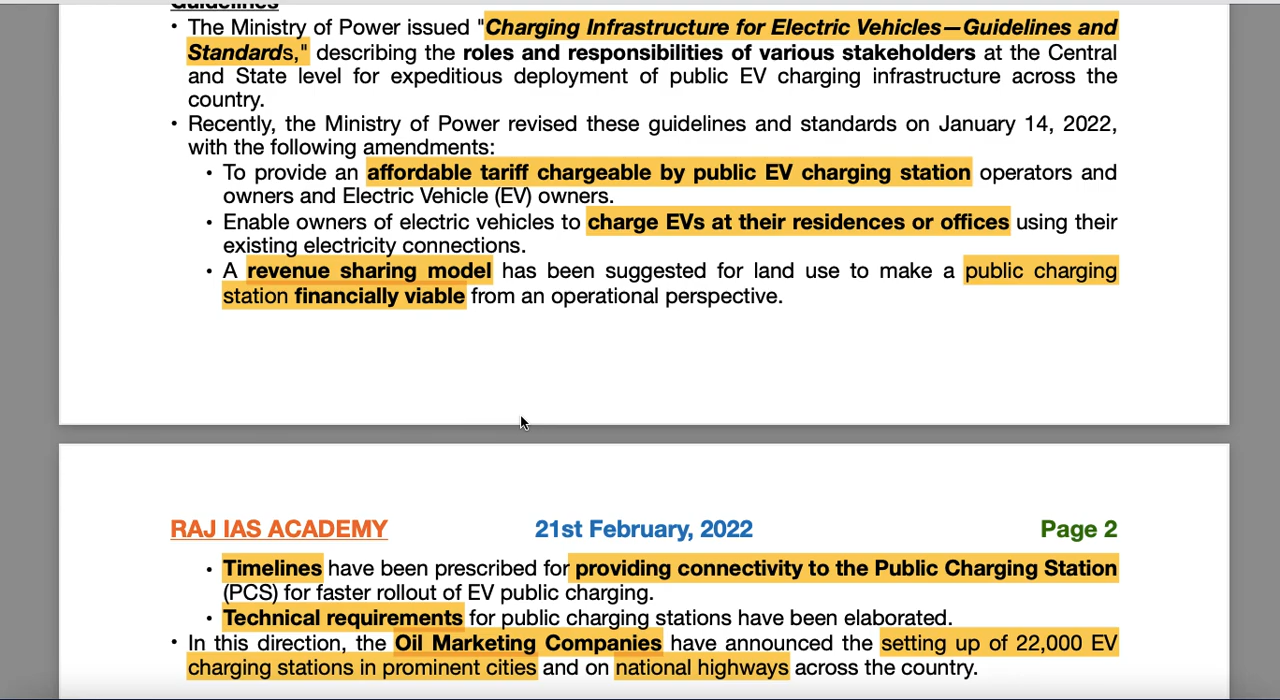 Guidelines
• The Ministry of Power issued "Charging Infrastructure for Electric Vehicles—Guidelines and
Standards," describing the roles and responsibilities of various stakeholders at the Central
and State level for expeditious deployment of public EV charging infrastructure across the
country.
• Recently, the Ministry of Power revised these guidelines and standards on January 14, 2022,
with the following amendments:
• To provide an affordable tariff chargeable by public EV charging station operators and
owners and Electric Vehicle (EV) owners.
• Enable owners of electric vehicles to charge EVs at their residences or offices using their
existing electricity connections.
• A revenue sharing model has been suggested for land use to make a public charging
station financially viable from an operational perspective.
RAJ IAS ACADEMY 21st February, 2022 Page 2
• Timelines have been prescribed for providing connectivity to the Public Charging Station
(PCS) for faster rollout of EV public charging.
• Technical requirements for public charging stations have been elaborated.
• In this direction, the Oil Marketing Companies have announced the setting up of 22,000 EV
charging stations in prominent cities and on national highways across the country.